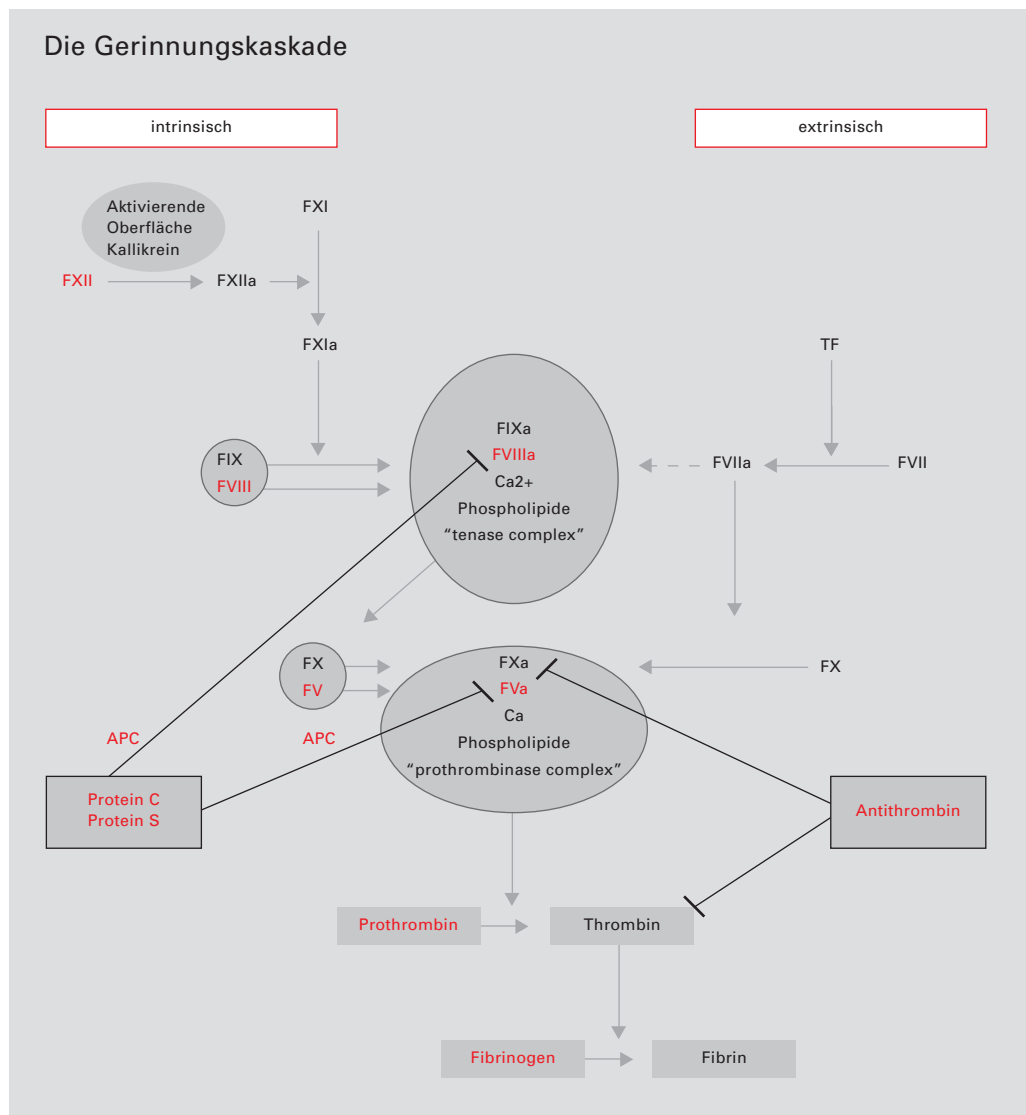 Die Gerinnungskaskade
intrinsisch
extrinsisch
Aktivierende
Oberfläche
Kallikrein
FXI
FXII
FXIIa
FXIa
TF
FIX
FVIII
FIXa
FVIIIa
Ca2+
Phospholipide
“tenase complex”
FVIIa
FVII
FX
FV
FXa
FVa
Ca
Phospholipide
“prothrombinase complex”
FX
APC
APC
Protein C
Protein S
Antithrombin
Prothrombin
Thrombin
Fibrinogen
Fibrin